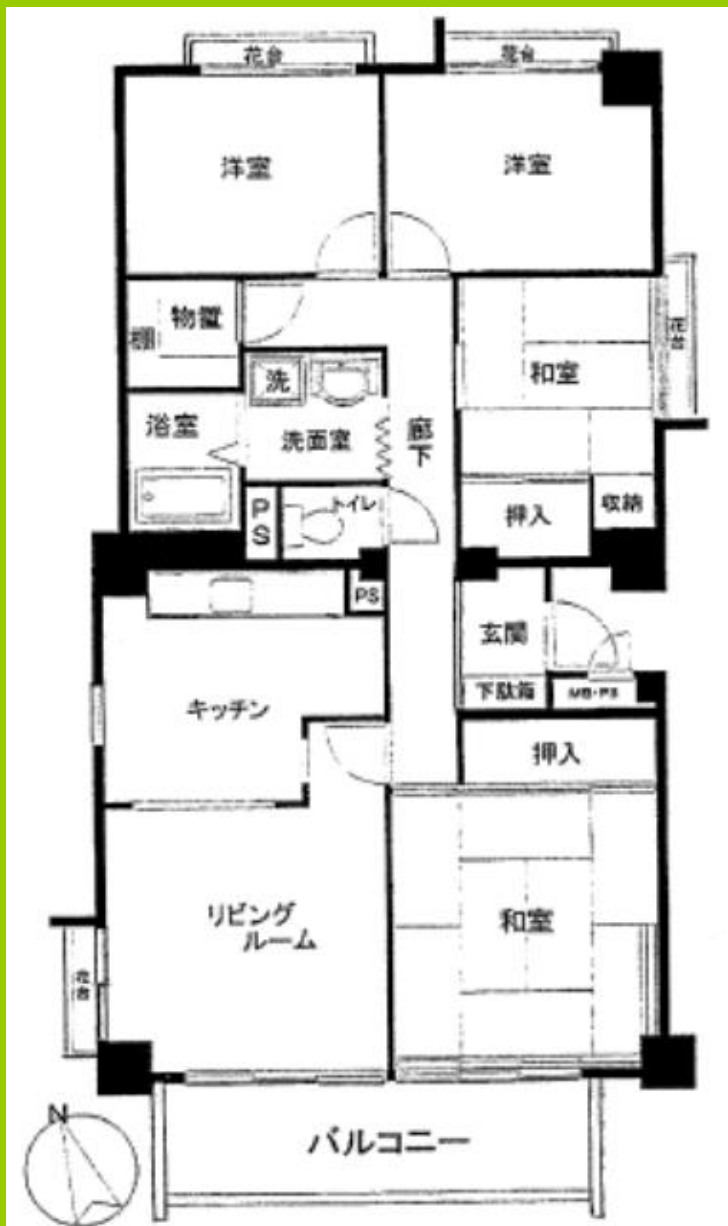 花台
花台
洋室
洋室
物置
棚
和室
花台
洗
浴室
洗面室
廊下
PS
トイレ
押入
収納
PS
玄関
下駄箱
MB・PS
キッチン
押入
リビング
ルーム
和室
花台
N
バルコニー